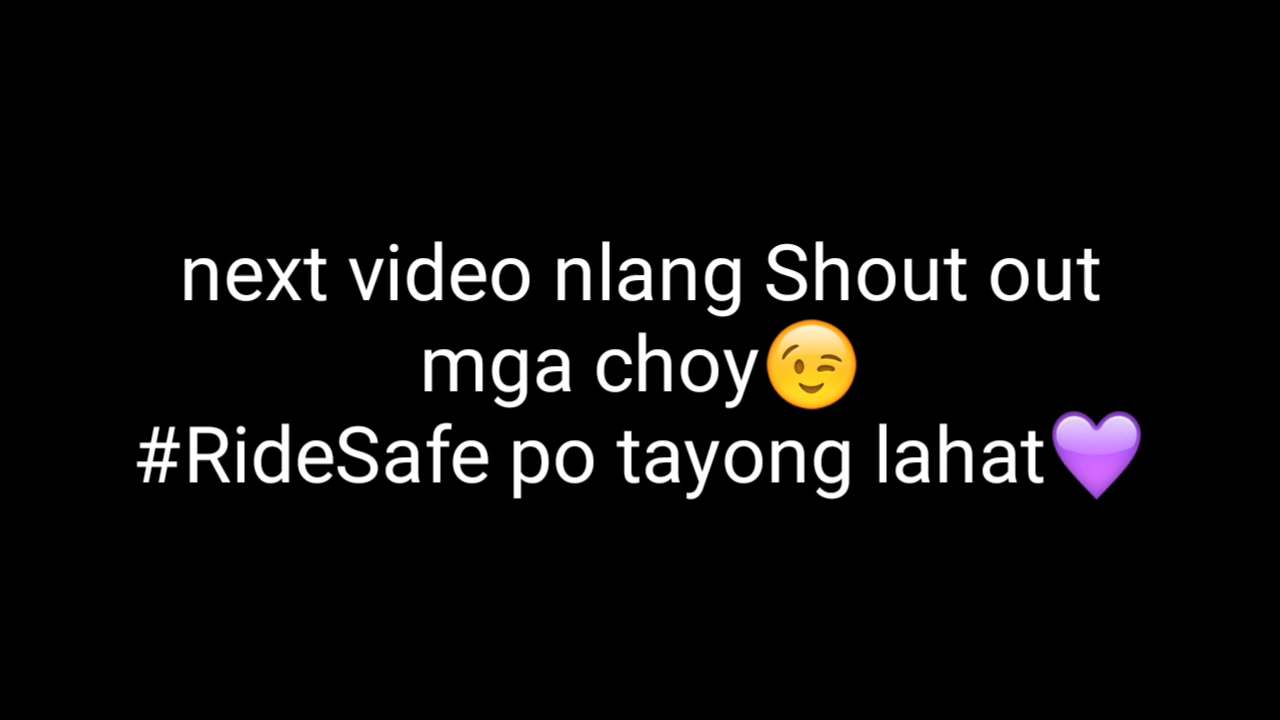 next video nlang Shout out
mga choy😉
#RideSafe po tayong lahat💜